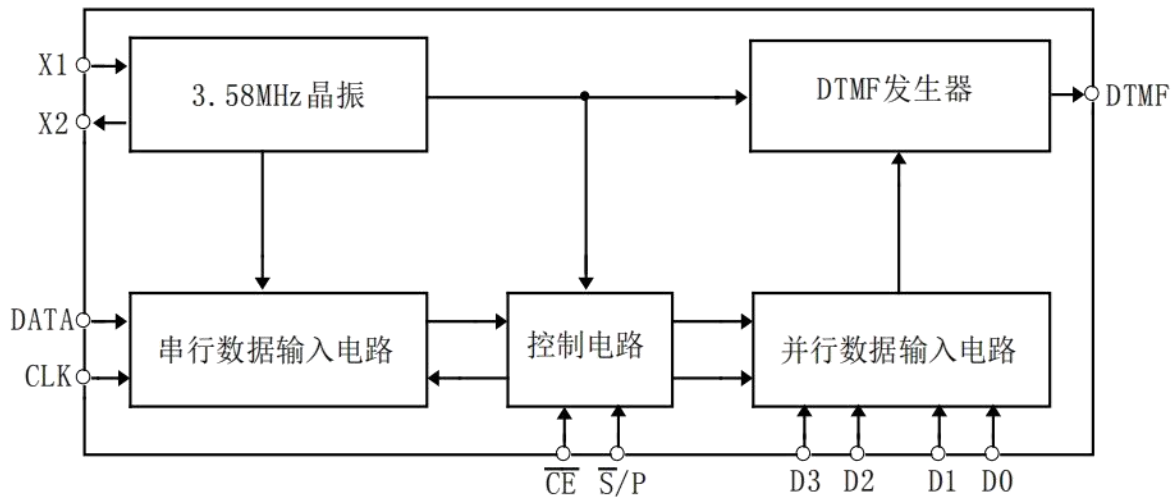 X1
3.58MHz晶振
DTMF发生器
DTMF
X2
DATA
串行数据输入电路
控制电路
并行数据输入电路
CLK
C̅E̅
S̅/P
D3
D2
D1
D0